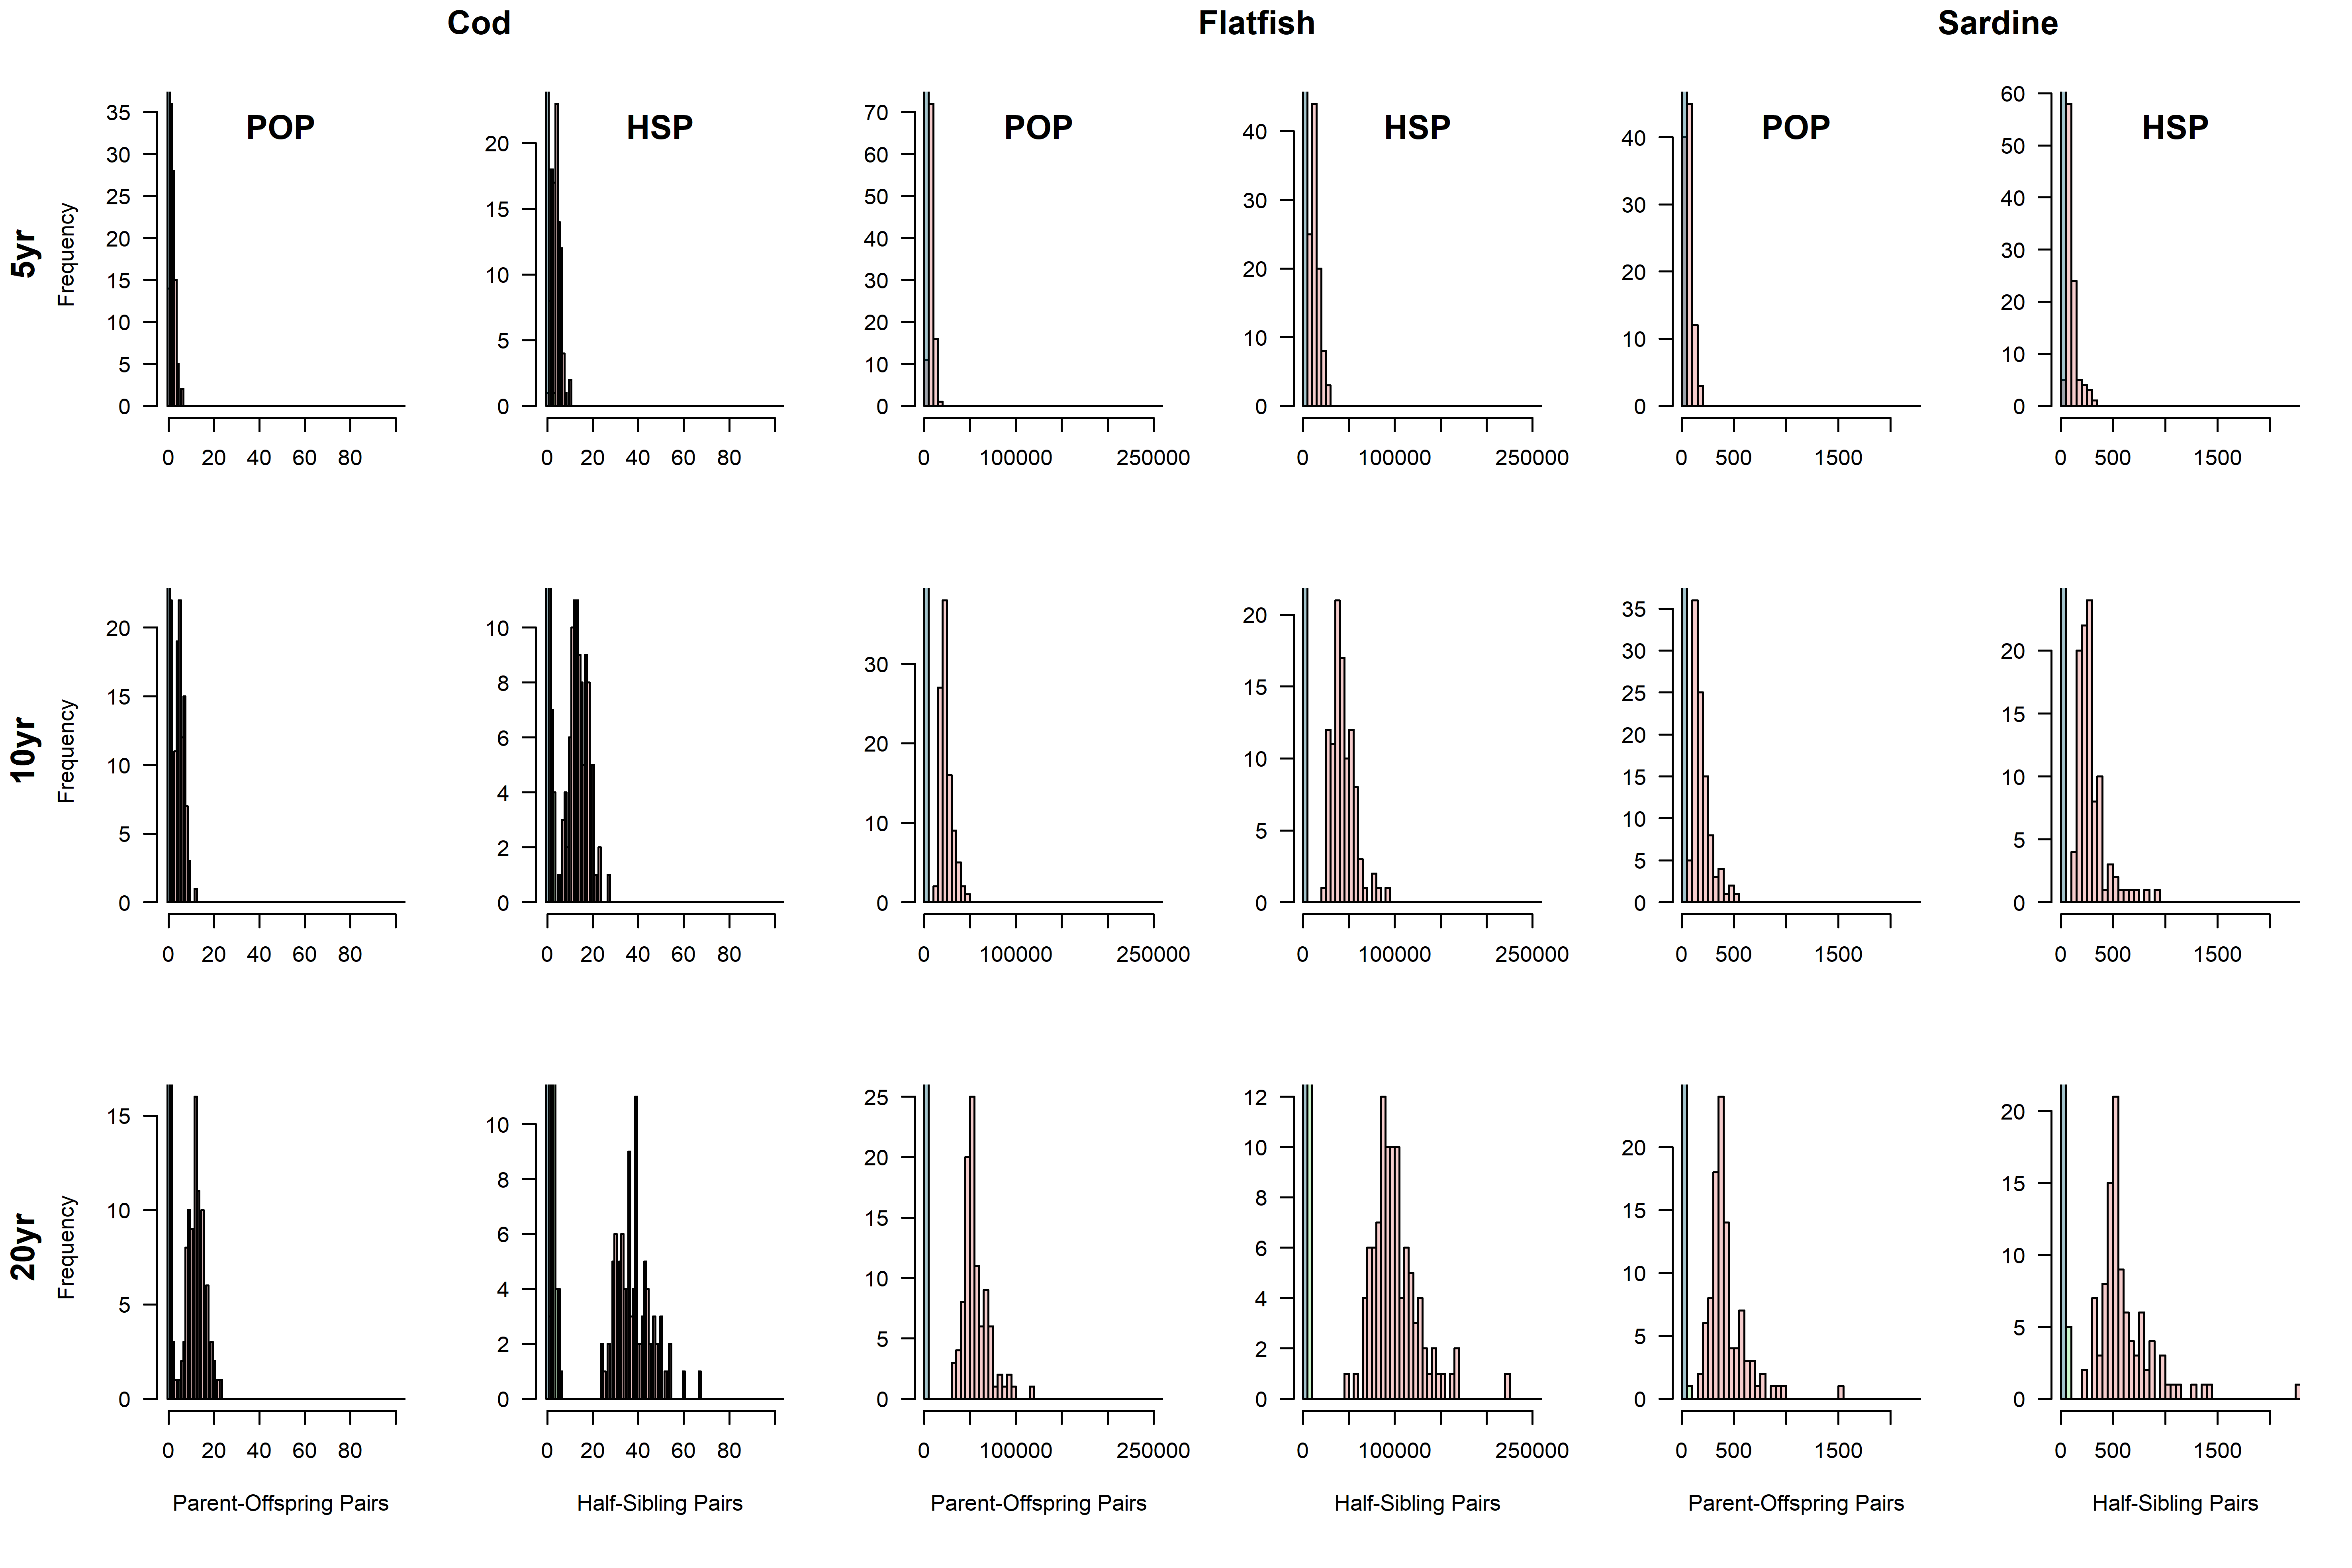 Cod Flatfish Sardine
POP HSP POP HSP POP HSP
5yr
Frequency
0 5 10 15 20 25 30 35
0 5 10 15 20
0 10 20 30 40 50 60 70
0 10 20 30 40
0 10 20 30 40
0 10 20 30 40 50 60
0 20 40 60 80
0 20 40 60 80
0 100000 250000
0 100000 250000
0 500 1500
0 500 1500
10yr
Frequency
0 5 10 15 20
0 2 4 6 8 10
0 10 20 30
0 5 10 15 20
0 5 10 15 20 25 30 35
0 5 10 15 20
0 20 40 60 80
0 20 40 60 80
0 100000 250000
0 100000 250000
0 500 1500
0 500 1500
20yr
Frequency
0 5 10 15
0 2 4 6 8 10
0 5 10 15 20 25
0 2 4 6 8 10 12
0 5 10 15 20
0 5 10 15 20
0 20 40 60 80
0 20 40 60 80
0 100000 250000
0 100000 250000
0 500 1500
0 500 1500
Parent-Offspring Pairs Half-Sibling Pairs Parent-Offspring Pairs Half-Sibling Pairs Parent-Offspring Pairs Half-Sibling Pairs